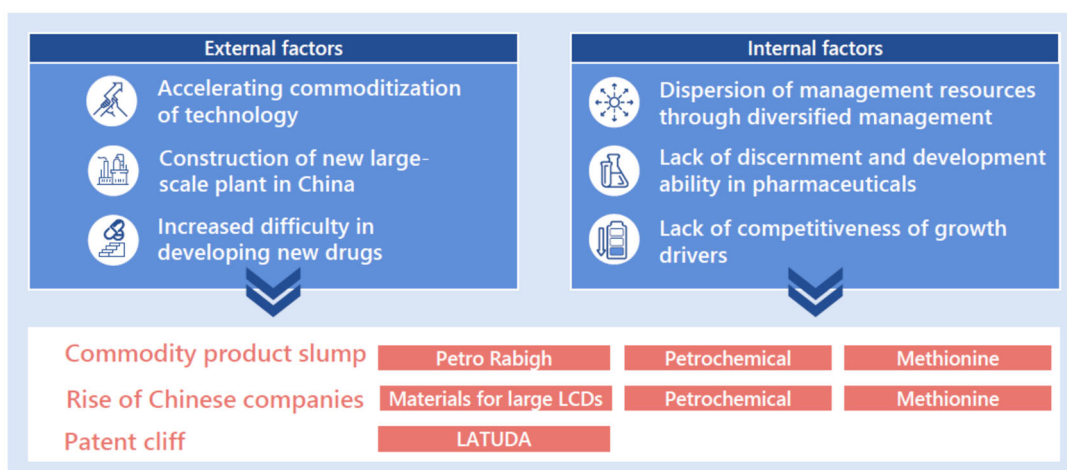 External factors
Accelerating commoditization
of technology
Construction of new large-
scale plant in China
Increased difficulty in
developing new drugs
Internal factors
Dispersion of management resources
through diversified management
Lack of discernment and development
ability in pharmaceuticals
Lack of competitiveness of growth
drivers
Commodity product slump Petro Rabigh Petrochemical Methionine
Rise of Chinese companies Materials for large LCDs Petrochemical Methionine
Patent cliff LATUDA